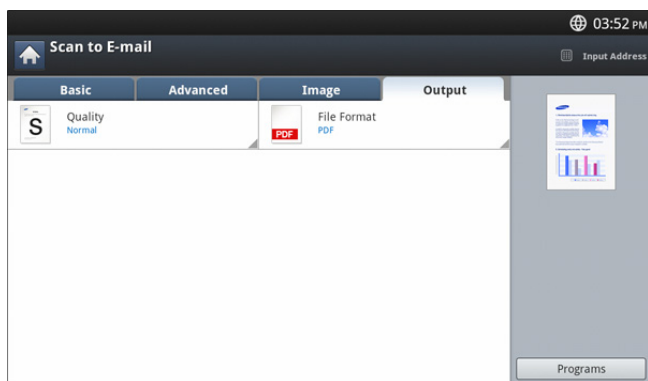 03:52 PM
Scan to E-mail
Input Address
Basic
Advanced
Image
Output
S
Quality
Normal
PDF
File Format
PDF
Programs